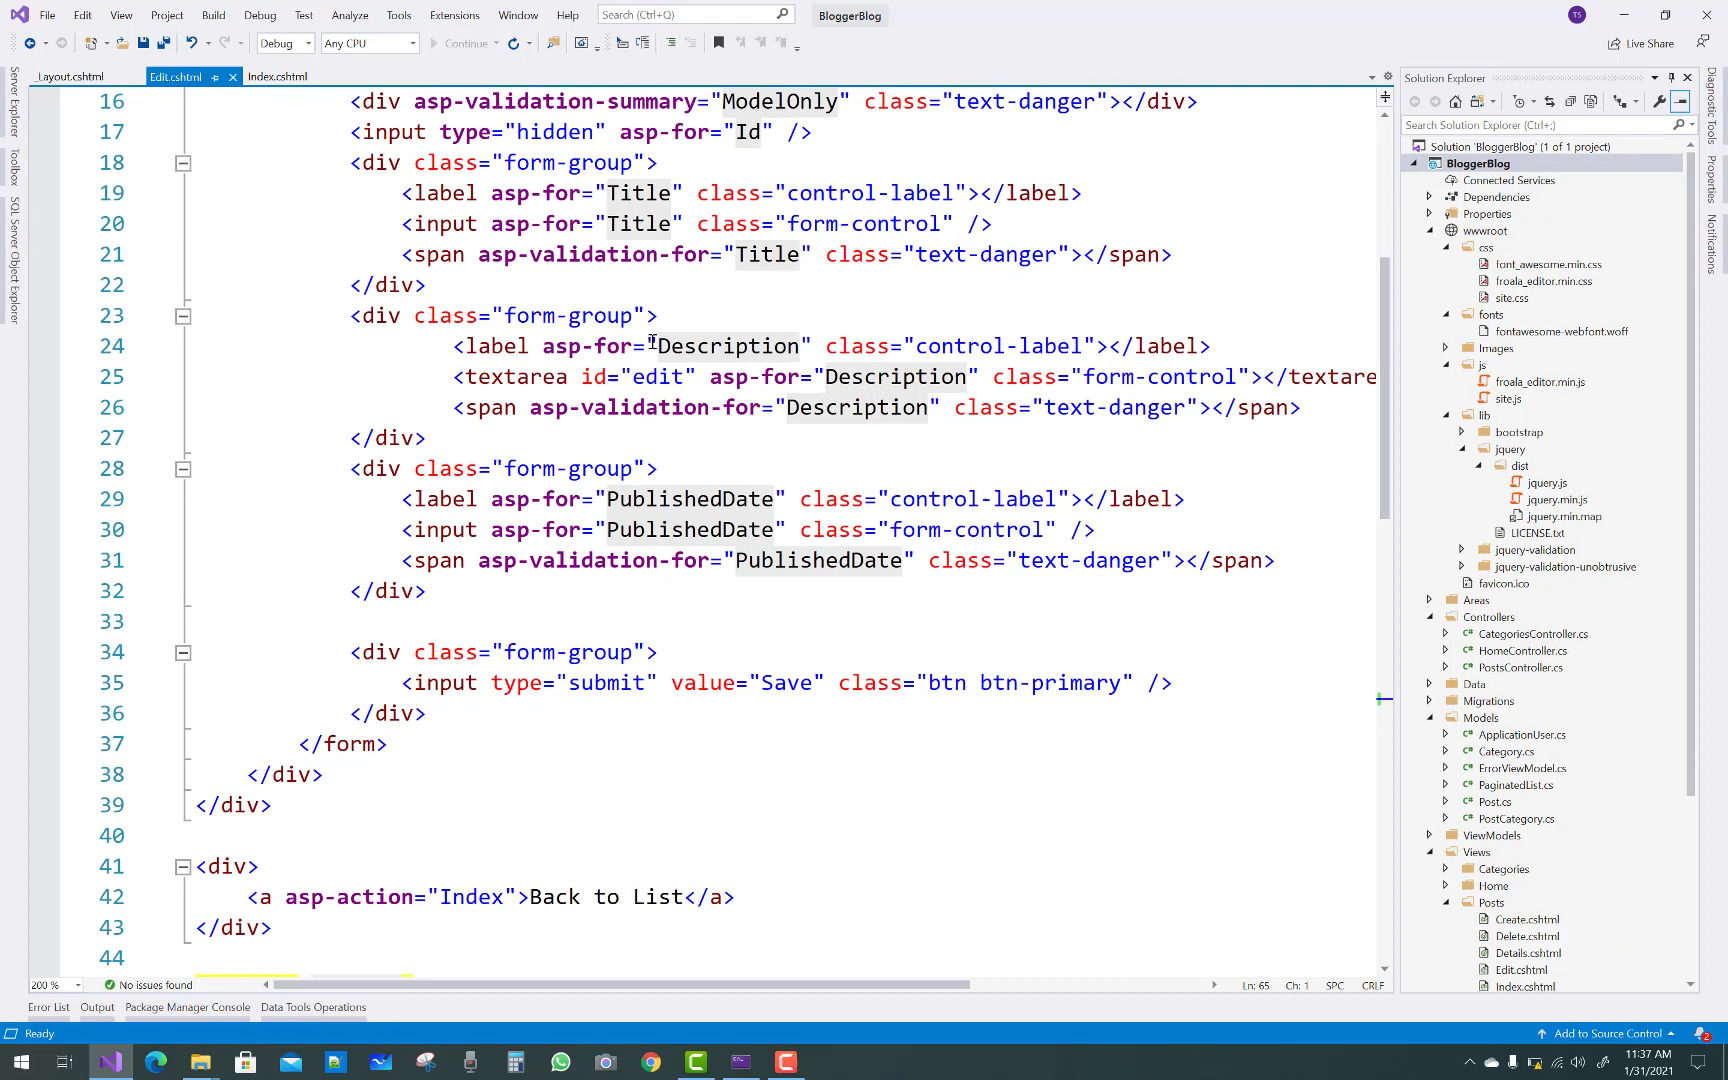 File Edit View Project Build Debug Test Analyze Tools Extensions Window Help Search (Ctrl+Q) BloggerBlog TS
Debug Any CPU Continue Live Share
_Layout.cshtml Edit.cshtml Index.cshtml
Server Explorer
Toolbox
SQL Server Object Explorer
16 <div asp-validation-summary="ModelOnly" class="text-danger"></div>
17 <input type="hidden" asp-for="Id" />
18 <div class="form-group">
19 <label asp-for="Title" class="control-label"></label>
20 <input asp-for="Title" class="form-control" />
21 <span asp-validation-for="Title" class="text-danger"></span>
22 </div>
23 <div class="form-group">
24 <label asp-for="Description" class="control-label"></label>
25 <textarea id="edit" asp-for="Description" class="form-control"></textare
26 <span asp-validation-for="Description" class="text-danger"></span>
27 </div>
28 <div class="form-group">
29 <label asp-for="PublishedDate" class="control-label"></label>
30 <input asp-for="PublishedDate" class="form-control" />
31 <span asp-validation-for="PublishedDate" class="text-danger"></span>
32 </div>
33
34 <div class="form-group">
35 <input type="submit" value="Save" class="btn btn-primary" />
36 </div>
37 </form>
38 </div>
39 </div>
40
41 <div>
42 <a asp-action="Index">Back to List</a>
43 </div>
44
200 % No issues found Ln: 65 Ch: 1 SPC CRLF
Error List Output Package Manager Console Data Tools Operations
Solution Explorer
Search Solution Explorer (Ctrl+;)
Solution 'BloggerBlog' (1 of 1 project)
BloggerBlog
Connected Services
Dependencies
Properties
wwwroot
css
font_awesome.min.css
froala_editor.min.css
site.css
fonts
fontawesome-webfont.woff
Images
js
froala_editor.min.js
site.js
lib
bootstrap
jquery
dist
jquery.js
jquery.min.js
jquery.min.map
LICENSE.txt
jquery-validation
jquery-validation-unobtrusive
favicon.ico
Areas
Controllers
CategoriesController.cs
HomeController.cs
PostsController.cs
Data
Migrations
Models
ApplicationUser.cs
Category.cs
ErrorViewModel.cs
PaginatedList.cs
Post.cs
PostCategory.cs
ViewModels
Views
Categories
Home
Posts
Create.cshtml
Delete.cshtml
Details.cshtml
Edit.cshtml
Index.cshtml
Diagnostic Tools
Properties
Notifications
Ready Add to Source Control 2
11:37 AM
1/31/2021